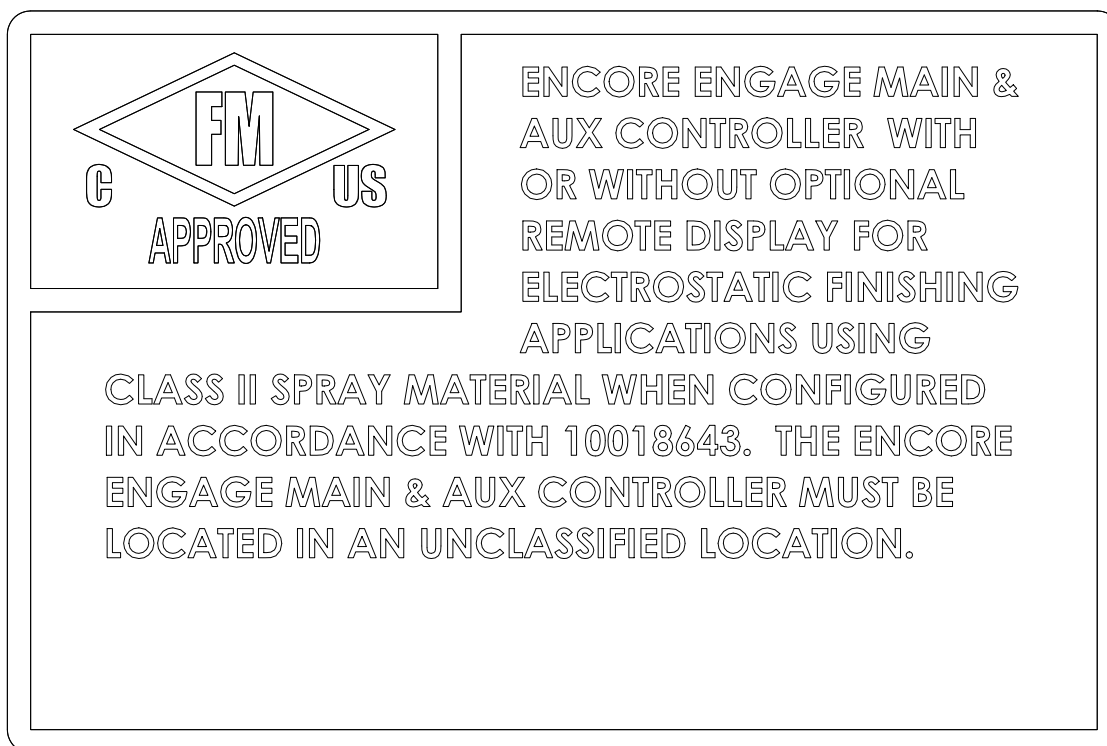 FM
C US
APPROVED
ENCORE ENGAGE MAIN &
AUX CONTROLLER  WITH
OR WITHOUT OPTIONAL
REMOTE DISPLAY FOR
ELECTROSTATIC FINISHING
APPLICATIONS USING
CLASS II SPRAY MATERIAL WHEN CONFIGURED
IN ACCORDANCE WITH 10018643.  THE ENCORE
ENGAGE MAIN & AUX CONTROLLER MUST BE
LOCATED IN AN UNCLASSIFIED LOCATION.